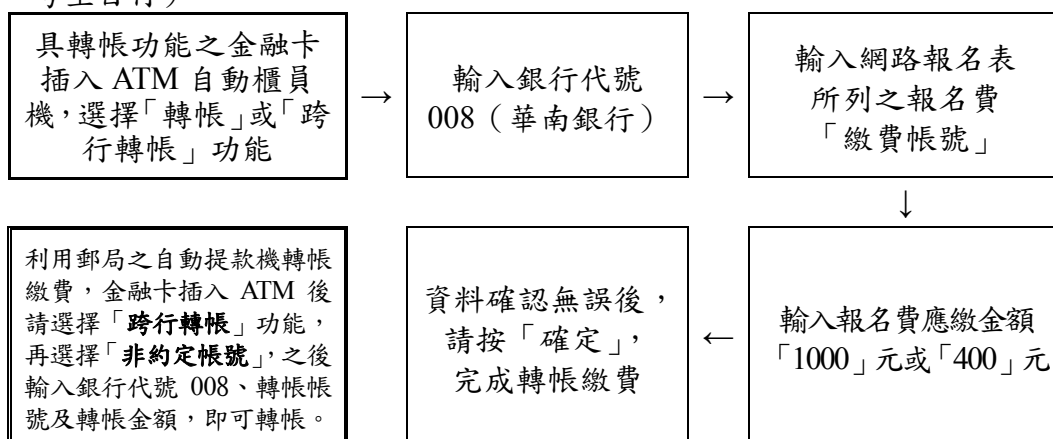 具轉帳功能之金融卡
插入 ATM 自動櫃員
機，選擇「轉帳」或「跨
行轉帳」功能
→
輸入銀行代號
008（華南銀行）
→
輸入網路報名表
所列之報名費
「繳費帳號」
↓
輸入報名費應繳金額
「1000」元或「400」元
←
資料確認無誤後，
請按「確定」，
完成轉帳繳費
利用郵局之自動提款機轉帳
繳費，金融卡插入 ATM 後
請選擇「跨行轉帳」功能，
再選擇「非約定帳號」，之後
輸入銀行代號 008、轉帳帳
號及轉帳金額，即可轉帳。